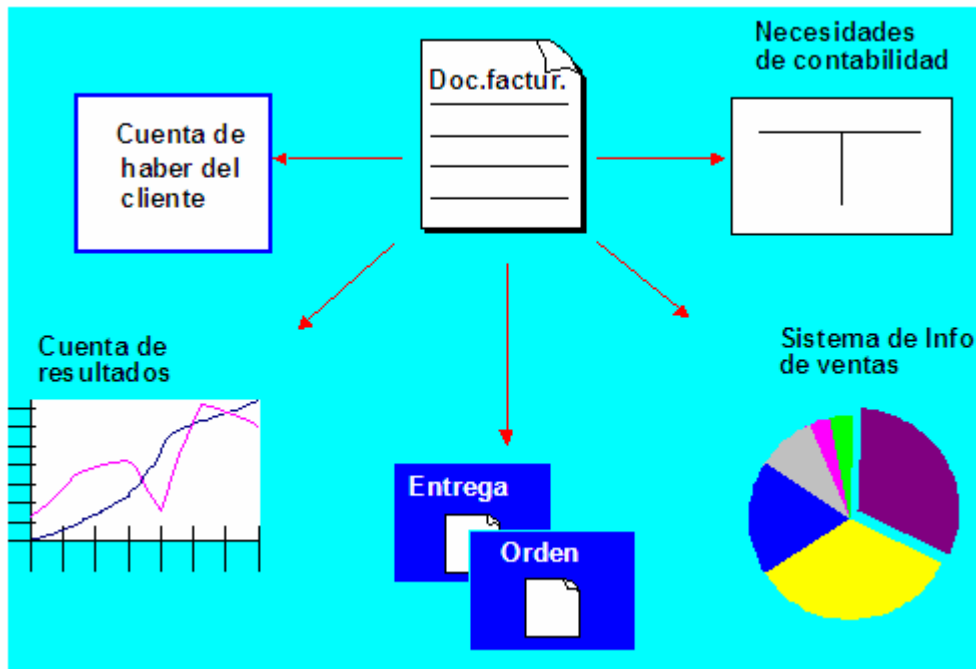 Necesidades
de contabilidad
Doc.factur.
Cuenta de
haber del
cliente
Cuenta de
resultados
Sistema de Info
de ventas
Entrega
Orden